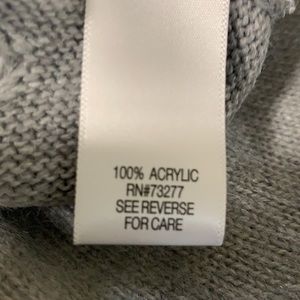 100% ACRYLIC
RN#73277
SEE REVERSE
FOR CARE